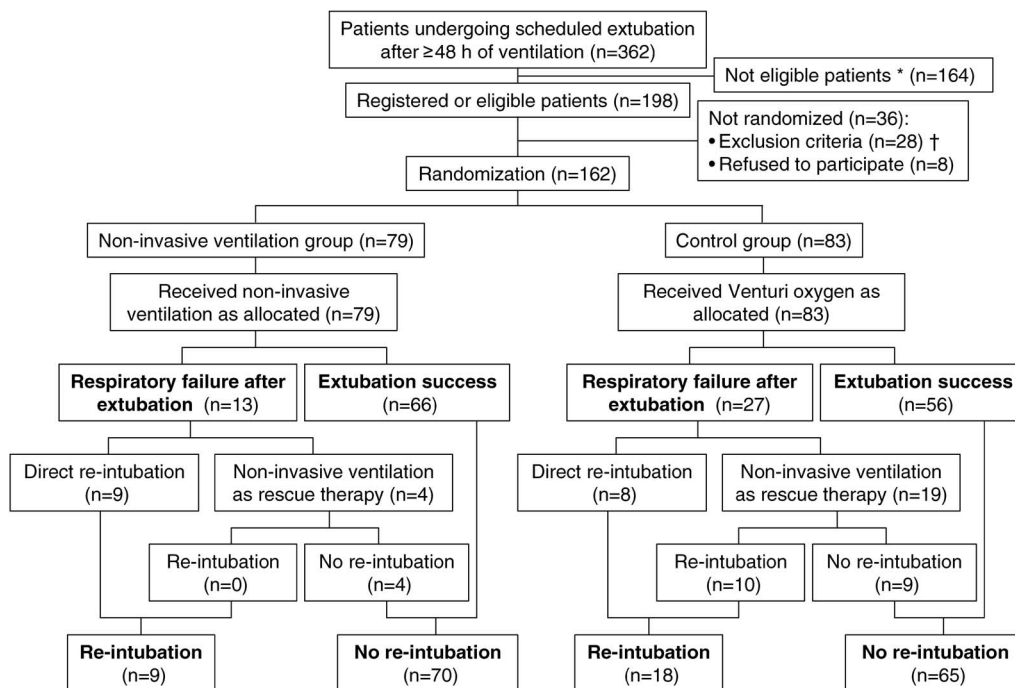 Patients undergoing scheduled extubation
after ≥48 h of ventilation (n=362)
Not eligible patients * (n=164)
Registered or eligible patients (n=198)
Not randomized (n=36):
• Exclusion criteria (n=28) †
• Refused to participate (n=8)
Randomization (n=162)
Non-invasive ventilation group (n=79)
Control group (n=83)
Received non-invasive
ventilation as allocated (n=79)
Received Venturi oxygen as
allocated (n=83)
Respiratory failure after
extubation (n=13)
Extubation success
(n=66)
Respiratory failure after
extubation (n=27)
Extubation success
(n=56)
Direct re-intubation
(n=9)
Non-invasive ventilation
as rescue therapy (n=4)
Direct re-intubation
(n=8)
Non-invasive ventilation
as rescue therapy (n=19)
Re-intubation
(n=0)
No re-intubation
(n=4)
Re-intubation
(n=10)
No re-intubation
(n=9)
Re-intubation
(n=9)
No re-intubation
(n=70)
Re-intubation
(n=18)
No re-intubation
(n=65)